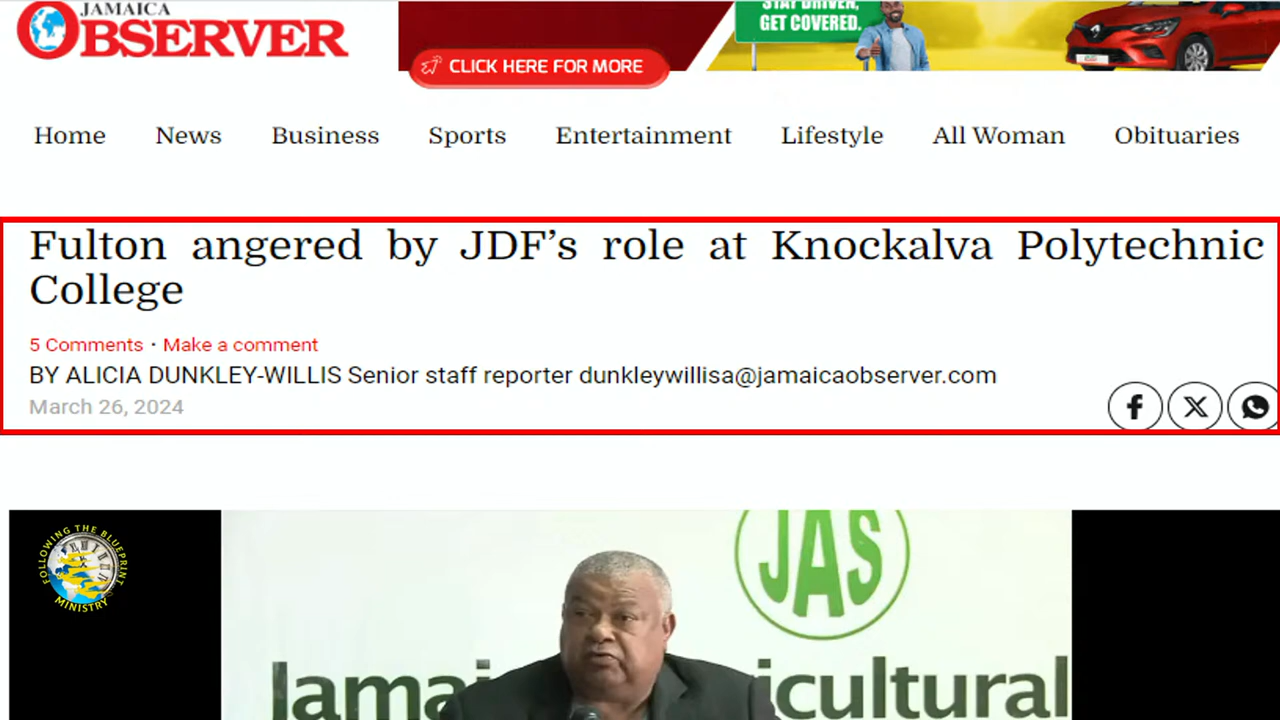 JAMAICA
OBSERVER
STAY DRIVEN,
GET COVERED.
CLICK HERE FOR MORE
Home News Business Sports Entertainment Lifestyle All Woman Obituaries
Fulton angered by JDF’s role at Knockalva Polytechnic
College
5 Comments · Make a comment
BY ALICIA DUNKLEY-WILLIS Senior staff reporter dunkleywillisa@jamaicaobserver.com
March 26, 2024
FOLLOWING THE BLUEPRINT
MINISTRY
JAS
Jama icultural